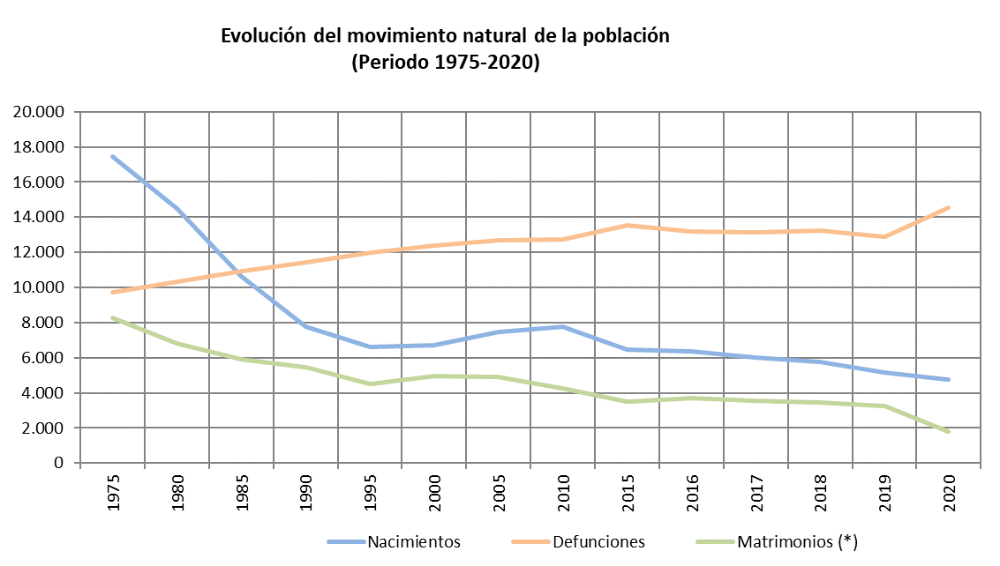 Evolución del movimiento natural de la población
(Periodo 1975-2020)
20.000
18.000
16.000
14.000
12.000
10.000
8.000
6.000
4.000
2.000
0
1975 1980 1985 1990 1995 2000 2005 2010 2015 2016 2017 2018 2019 2020
Nacimientos Defunciones Matrimonios (*)